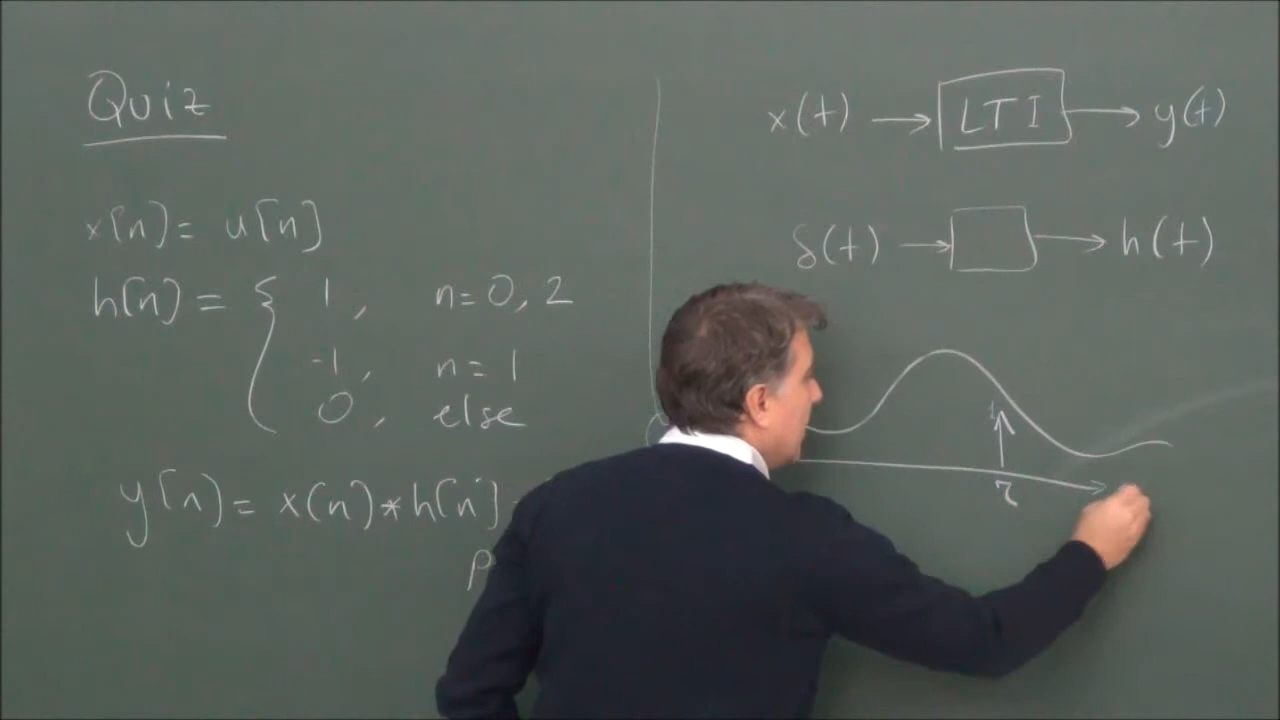 Quiz
x[n] = u[n]
h[n] = { 1, n=0,2
-1, n=1
0, else
y[n] = x[n]*h[n]
x(t) → LTI → y(t)
δ(t) → → h(t)
τ